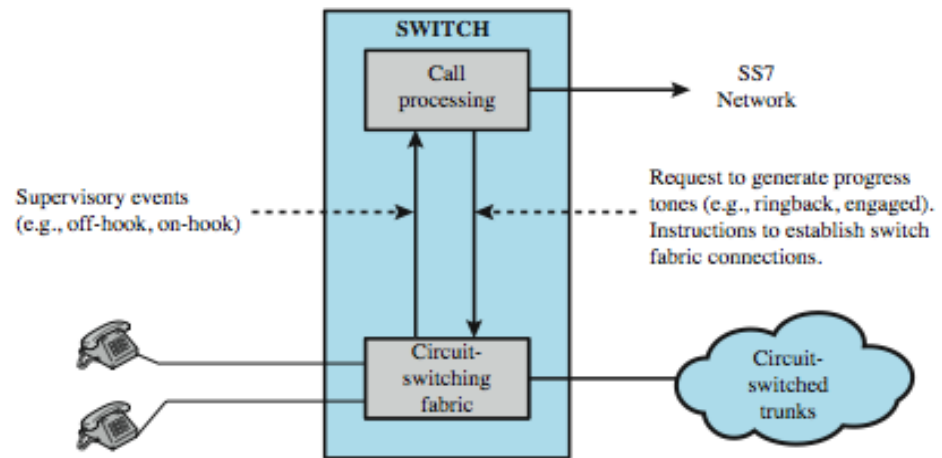 SWITCH
Call
processing
SS7
Network
Supervisory events
(e.g., off-hook, on-hook)
Request to generate progress
tones (e.g., ringback, engaged).
Instructions to establish switch
fabric connections.
Circuit-
switching
fabric
Circuit-
switched
trunks